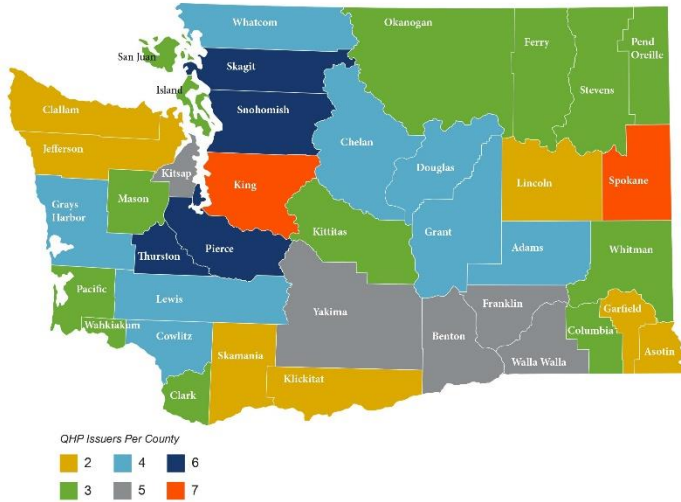 Whatcom
Okanogan
Ferry
Pend
Oreille
San Juan
Skagit
Stevens
Island
Snohomish
Clallam
Chelan
Jefferson
Douglas
Kitsap
King
Lincoln
Spokane
Mason
Grays
Harbor
Kittitas
Grant
Adams
Whitman
Thurston
Pierce
Pacific
Lewis
Yakima
Franklin
Garfield
Wahkiakum
Cowlitz
Benton
Columbia
Skamania
Walla Walla
Asotin
Klickitat
Clark
QHP Issuers Per County
2 4 6
3 5 7